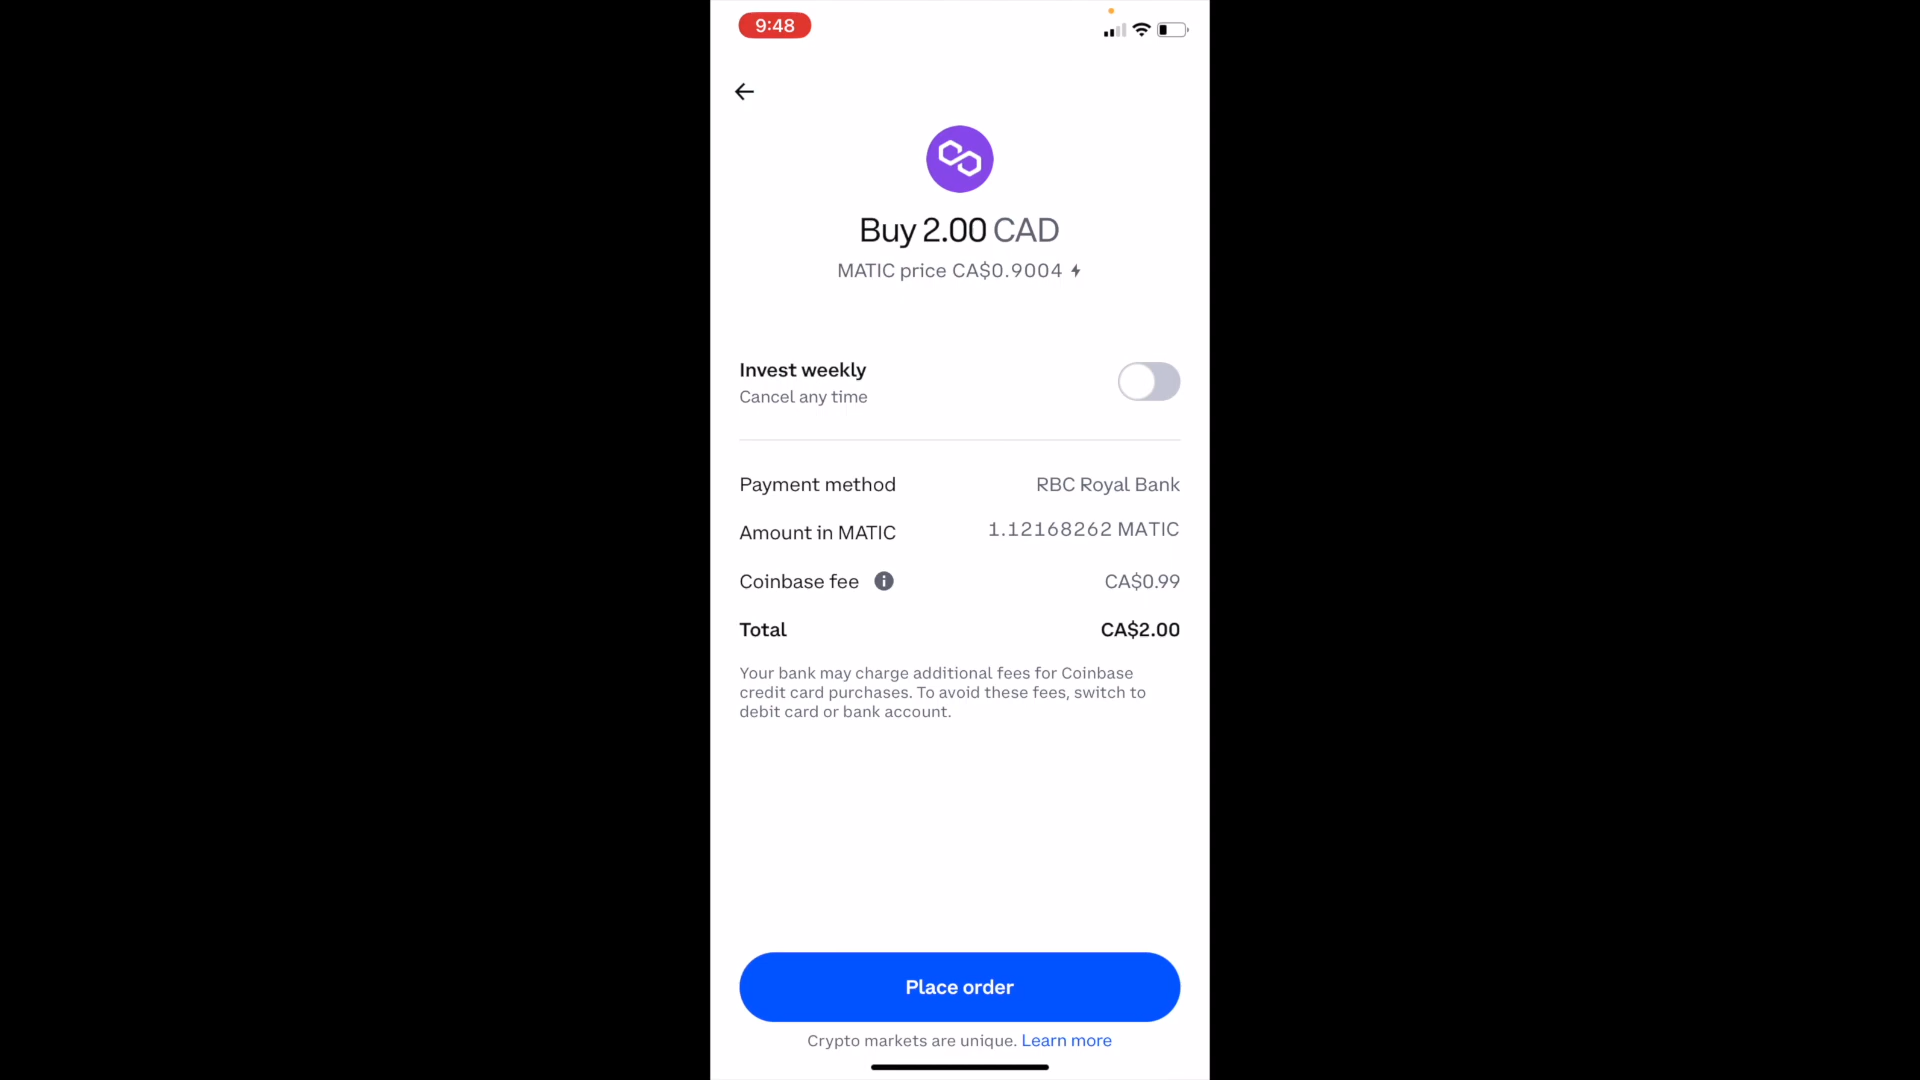 9:48
Buy 2.00 CAD
MATIC price CA$0.9004
Invest weekly
Cancel any time
Payment method RBC Royal Bank
Amount in MATIC 1.12168262 MATIC
Coinbase fee CA$0.99
Total CA$2.00
Your bank may charge additional fees for Coinbase
credit card purchases. To avoid these fees, switch to
debit card or bank account.
Place order
Crypto markets are unique. Learn more